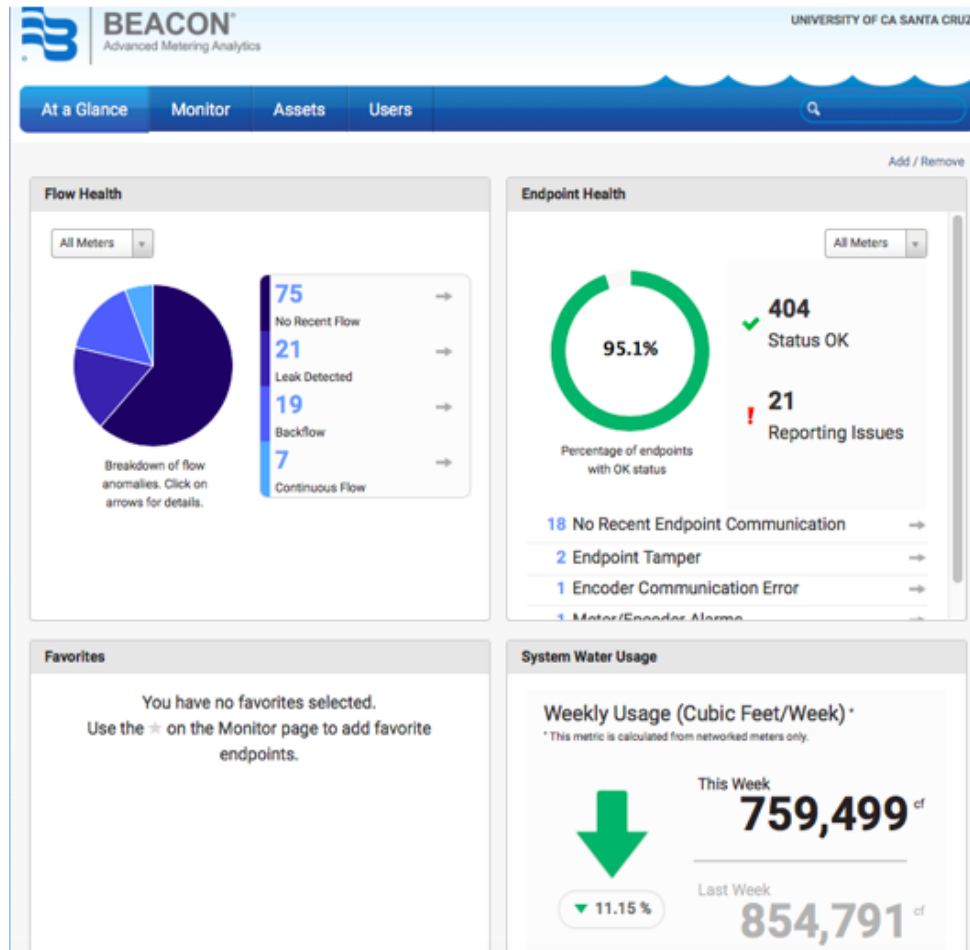 BEACON®
Advanced Metering Analytics
UNIVERSITY OF CA SANTA CRUZ
At a Glance
Monitor
Assets
Users
Add / Remove
Flow Health
All Meters
75
No Recent Flow
21
Leak Detected
19
Backflow
7
Continuous Flow
Breakdown of flow
anomalies. Click on
arrows for details.
Endpoint Health
All Meters
95.1%
Percentage of endpoints
with OK status
404
Status OK
21
Reporting Issues
18 No Recent Endpoint Communication
2 Endpoint Tamper
1 Encoder Communication Error
1 Meter/Encoder Alarms
Favorites
You have no favorites selected.
Use the ★ on the Monitor page to add favorite
endpoints.
System Water Usage
Weekly Usage (Cubic Feet/Week) *
* This metric is calculated from networked meters only.
This Week
759,499 cf
▼ 11.15 %
Last Week
854,791 cf